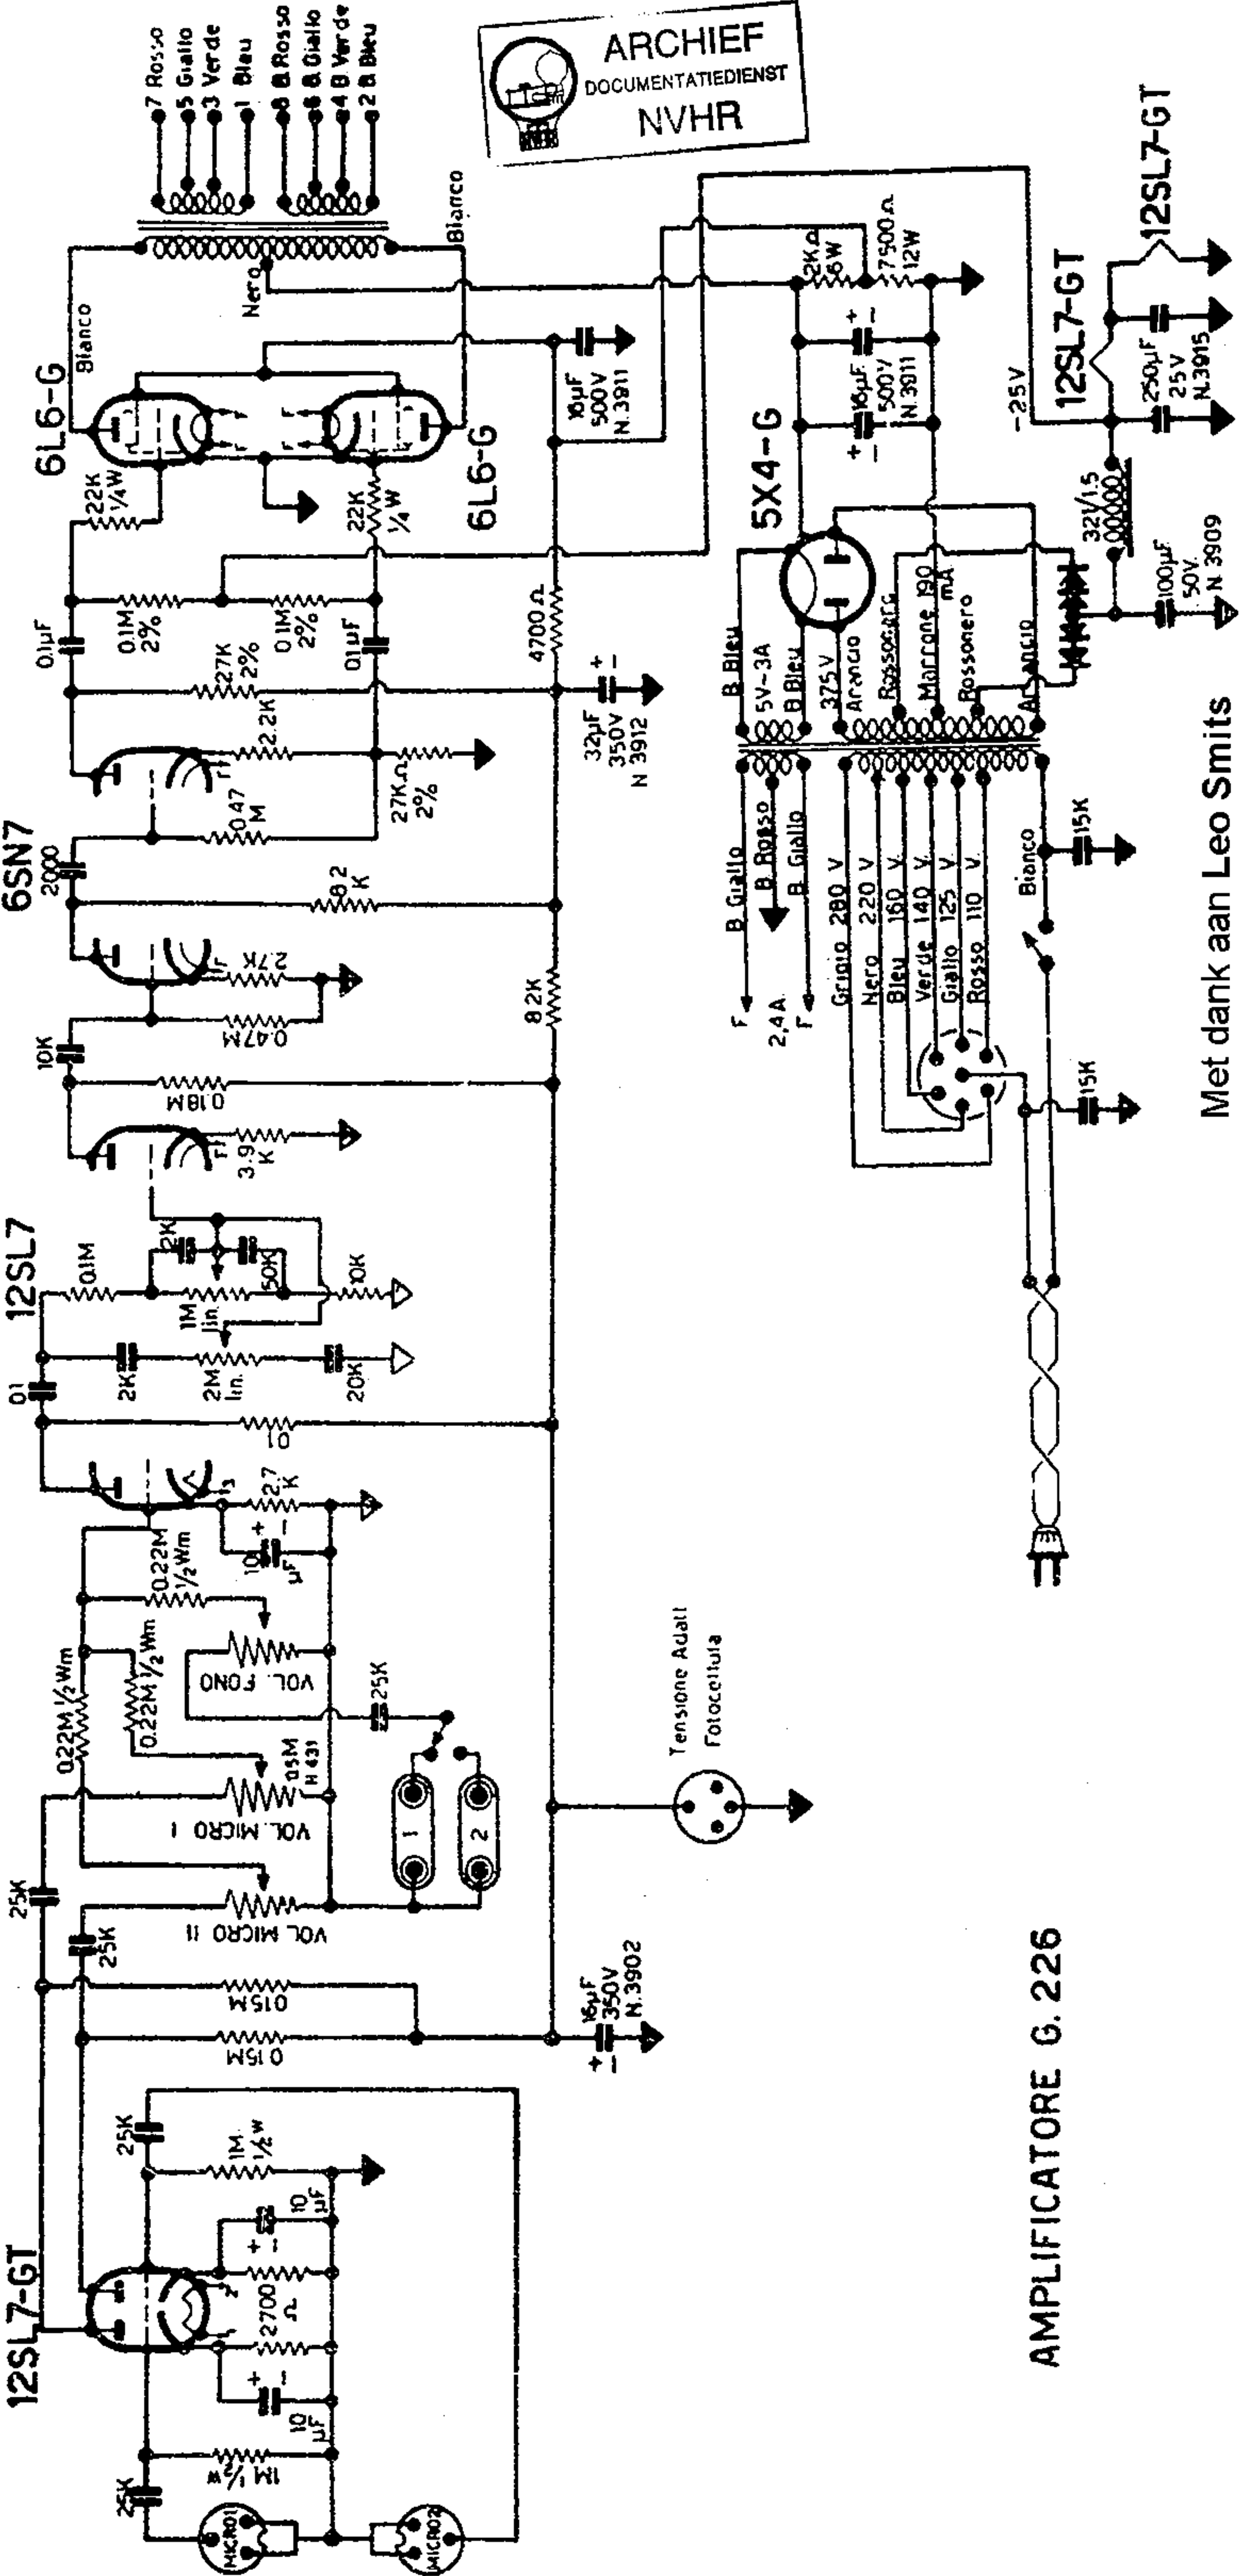 12SL7-GT
12SL7
6SN7
6L6-G
6L6-G
Bianco
Bianco
Nero
7 Rosso
5 Giallo
3 Verde
1 Bleu
8 B. Rosso
6 B. Giallo
4 B Verde
2 B. Bleu
ARCHIEF
DOCUMENTATIEDIENST
NVHR
MICRO1
MICRO2
25K
1M ½W
10
µF
+
-
2700
Ω
10
µF
+
-
1M
½W
25K
0.15M
0.15M
16µF
350V
N.3902
+
-
25K
25K
VOL. MICRO II
VOL. MICRO I
0.5M
H 431
VOL. FONO
0.22M ½Wm
0.22M ½Wm
0.22M
½Wm
25K
1
2
Tensione Adatt
Fotocellula
10
µF
+
-
2.7
K
0.1
0.1
2K
2M
lin.
20K
0.1M
1M
lin.
2K
50K
10K
3.9
K
0.18M
10K
0.47M
2.7K
82
K
8.2K
2000
0.47
M
2.2K
27K
2%
27KΩ
2%
32µF
350V
N 3912
+
-
0.1µF
0.1M
2%
0.1M
2%
0.1µF
4700 Ω
22K
¼W
22K
¼W
F
F
F
F
16µF
500V
N.3911
2KΩ
6W
7500Ω
12W
16µF
500V
N.3911
+
-
+
-
5X4-G
B Bleu
5V-3A
B Bleu
375V
Arancio
Rossonero
Marrone 190
mA
Rossonero
Arancio
B Giallo
B Rosso
B. Giallo
F
2,4A.
F
Grigio 280 V
Nero 220 V
Bleu 160 V.
Verde 140 V.
Giallo 125 V.
Rosso 110 V.
Bianco
15K
15K
-25V
321/1.5
100µF
50V.
N 3909
250µF
25V
N.3915
12SL7-GT
12SL7-GT
AMPLIFICATORE G. 226
Met dank aan Leo Smits